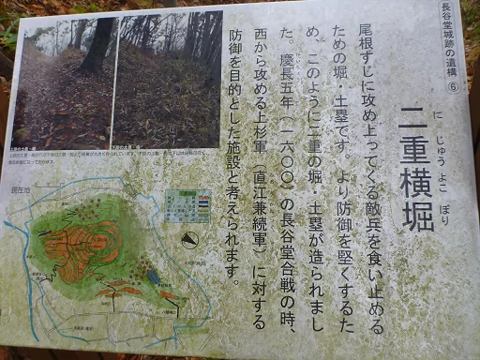 長谷堂城跡の遺構 ⑥
二重横堀
に じゅう よこ ぼり
尾根すじに攻め上ってくる敵兵を食い止める
ための堀・土塁です。より防御を堅くするた
め、このように二重の堀・土塁が造られまし
た。慶長五年（一六〇〇）の長谷堂合戦の時、
西から攻める上杉軍（直江兼続軍）に対する
防御を目的とした施設と考えられます。
現在地